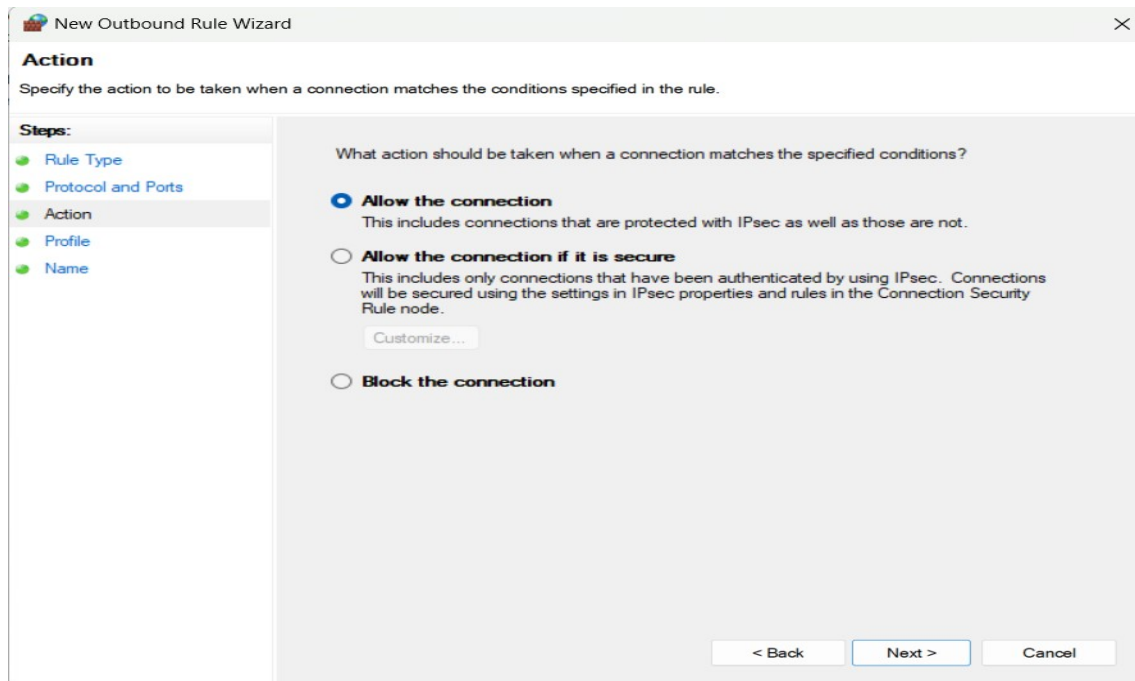 New Outbound Rule Wizard
Action
Specify the action to be taken when a connection matches the conditions specified in the rule.
Steps:
Rule Type
Protocol and Ports
Action
Profile
Name
What action should be taken when a connection matches the specified conditions?
Allow the connection
This includes connections that are protected with IPsec as well as those are not.
Allow the connection if it is secure
This includes only connections that have been authenticated by using IPsec. Connections
will be secured using the settings in IPsec properties and rules in the Connection Security
Rule node.
Customize...
Block the connection
< Back
Next >
Cancel